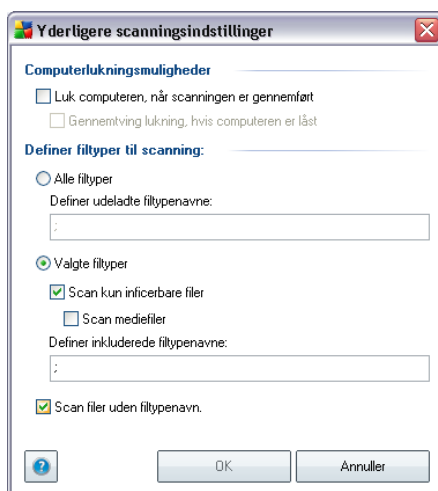 Yderligere scanningsindstillinger
Computerlukningsmuligheder
Luk computeren, når scanningen er gennemført
Gennemtving lukning, hvis computeren er låst
Definer filtyper til scanning:
Alle filtyper
Definer udeladte filtypenavne:
;
Valgte filtyper
Scan kun inficerbare filer
Scan mediefiler
Definer inkluderede filtypenavne:
;
Scan filer uden filtypenavn.
?
OK
Annuller